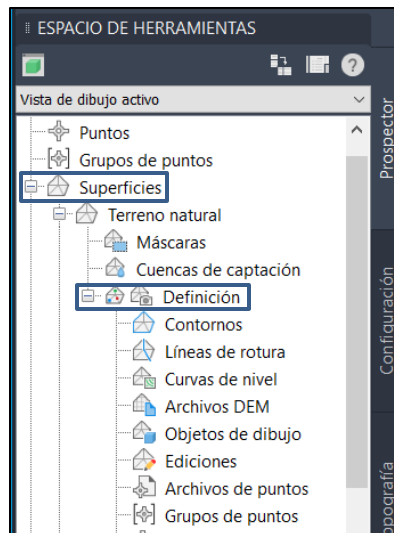 ESPACIO DE HERRAMIENTAS
Vista de dibujo activo
Puntos
Grupos de puntos
Superficies
Terreno natural
Máscaras
Cuencas de captación
Definición
Contornos
Líneas de rotura
Curvas de nivel
Archivos DEM
Objetos de dibujo
Ediciones
Archivos de puntos
Grupos de puntos
Prospector
Configuración